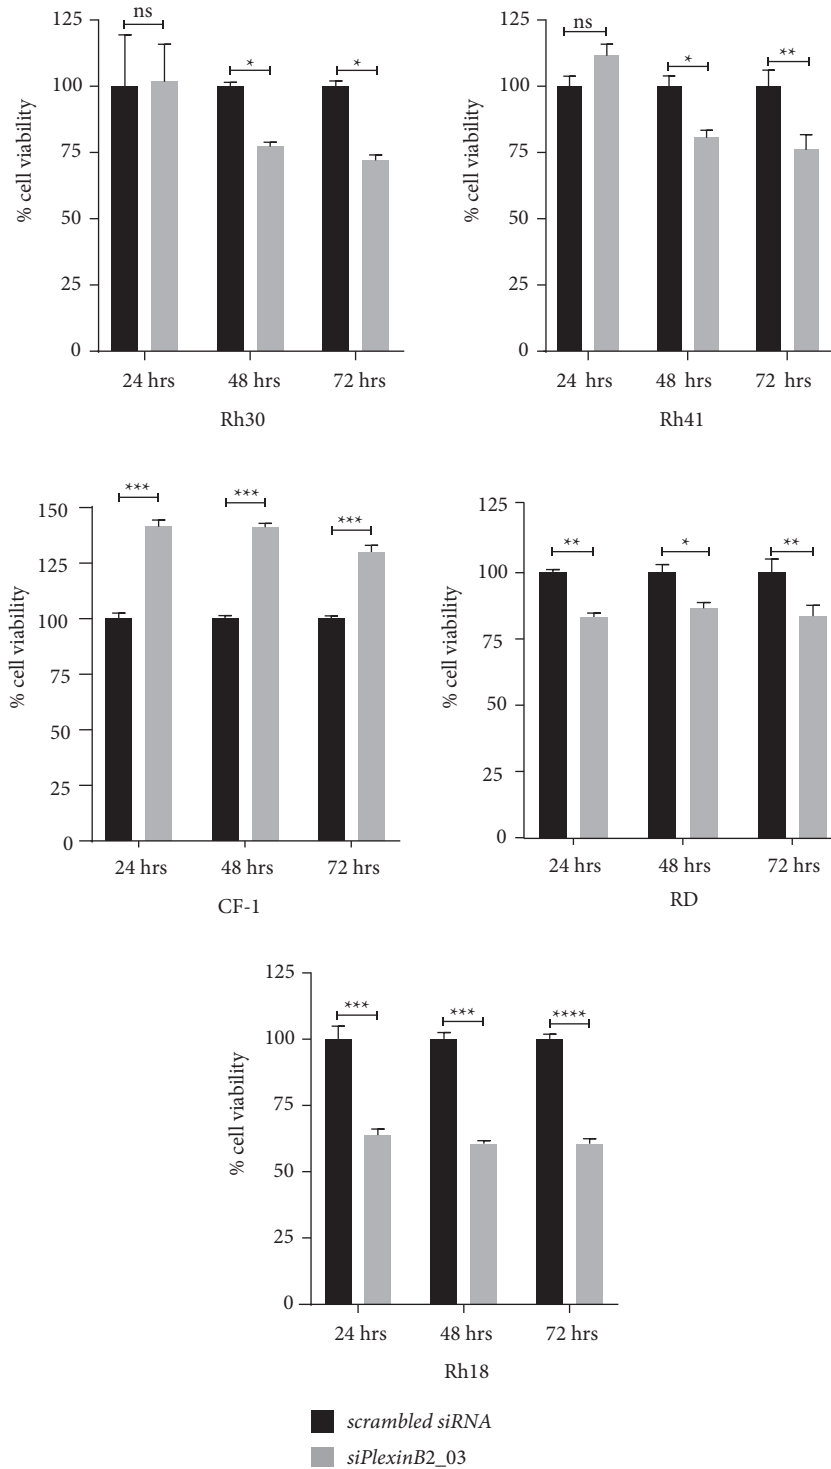 ns
* *
125
100
75
50
25
0
% cell viability
24 hrs 48 hrs 72 hrs
Rh30
ns
* **
125
100
75
50
25
0
% cell viability
24 hrs 48 hrs 72 hrs
Rh41
*** *** ***
150
125
100
75
50
25
0
% cell viability
24 hrs 48 hrs 72 hrs
CF-1
** * **
125
100
75
50
25
0
% cell viability
24 hrs 48 hrs 72 hrs
RD
*** *** ****
125
100
75
50
25
0
% cell viability
24 hrs 48 hrs 72 hrs
Rh18
scrambled siRNA
siPlexinB2_03